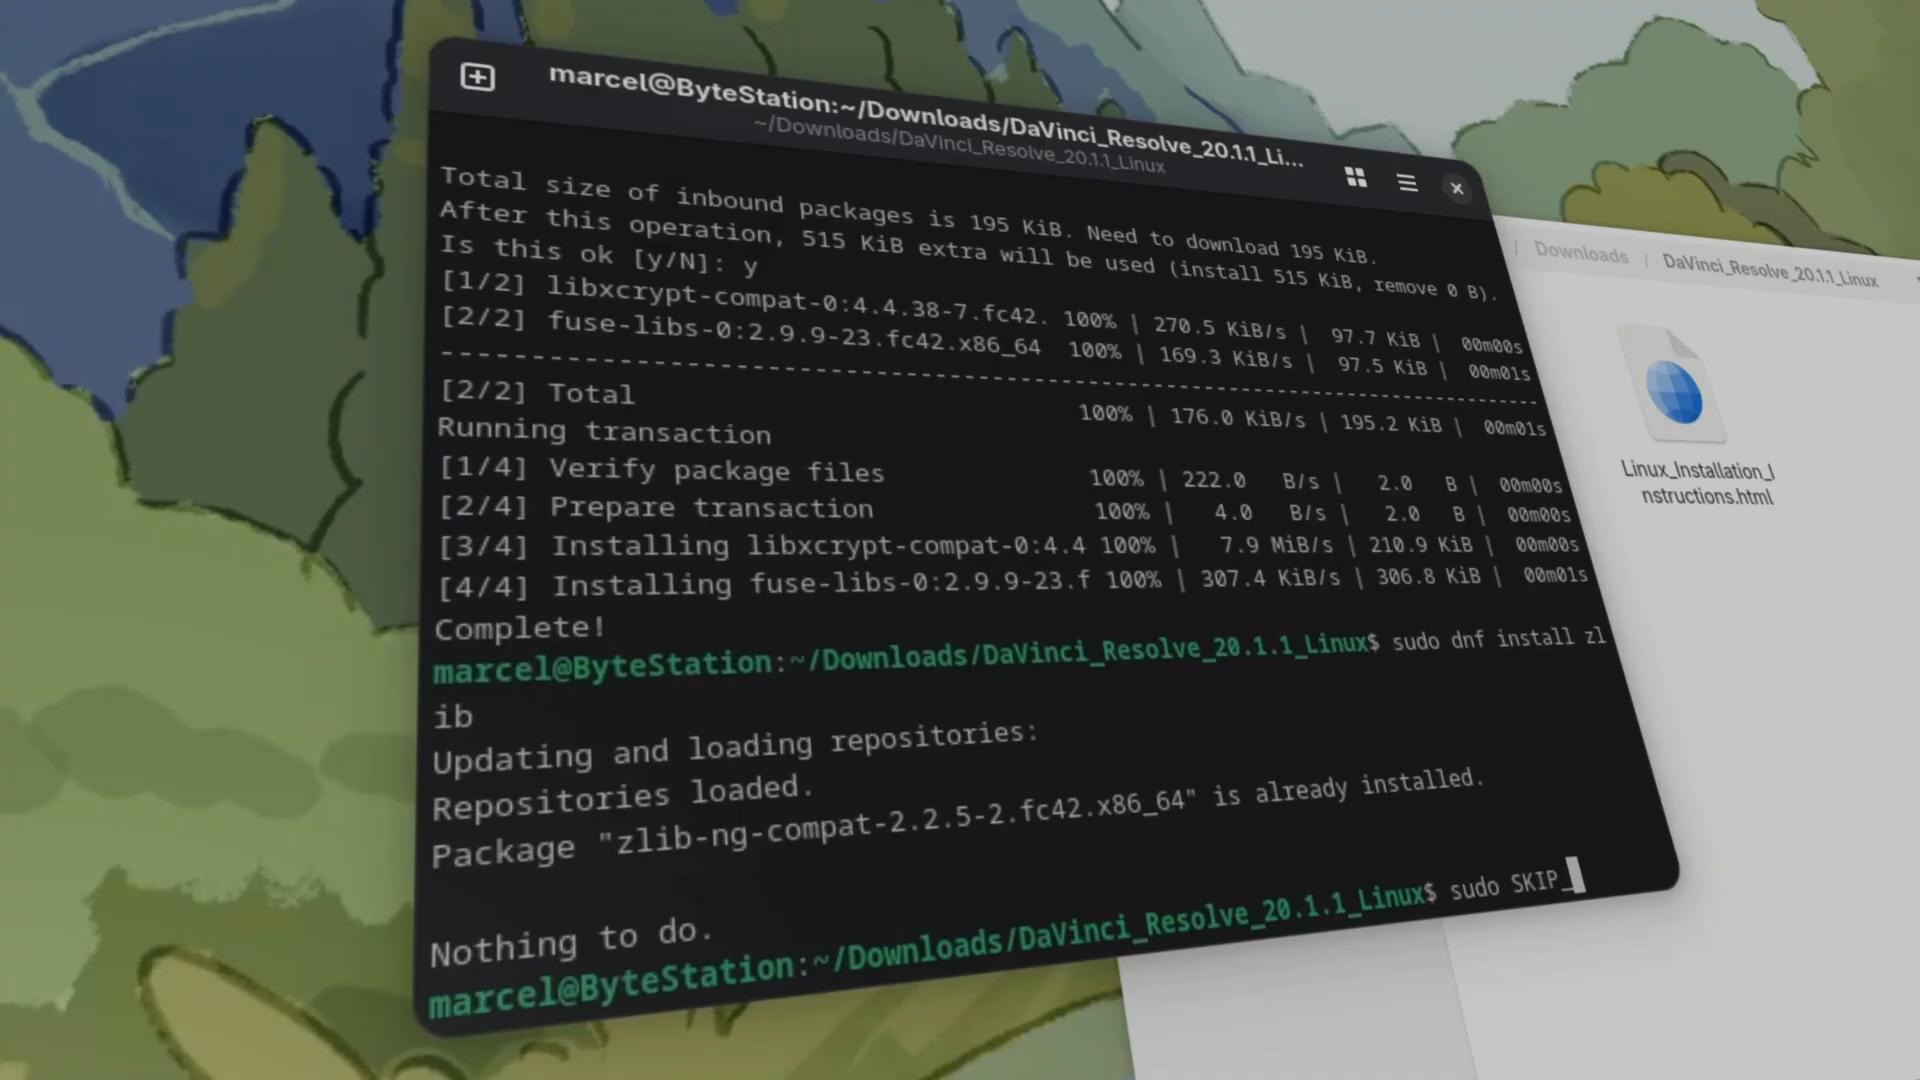 marcel@ByteStation:~/Downloads/DaVinci_Resolve_20.1.1_Li...
~/Downloads/DaVinci_Resolve_20.1.1_Linux
Total size of inbound packages is 195 KiB. Need to download 195 KiB.
After this operation, 515 KiB extra will be used (install 515 KiB, remove 0 B).
Is this ok [y/N]: y
[1/2] libxcrypt-compat-0:4.4.38-7.fc42. 100% | 270.5 KiB/s | 97.7 KiB | 00m00s
[2/2] fuse-libs-0:2.9.9-23.fc42.x86_64 100% | 169.3 KiB/s | 97.5 KiB | 00m01s
--------------------------------------------------------------------------------
[2/2] Total 100% | 176.0 KiB/s | 195.2 KiB | 00m01s
Running transaction
[1/4] Verify package files 100% | 222.0 B/s | 2.0 B | 00m00s
[2/4] Prepare transaction 100% | 4.0 B/s | 2.0 B | 00m00s
[3/4] Installing libxcrypt-compat-0:4.4 100% | 7.9 MiB/s | 210.9 KiB | 00m00s
[4/4] Installing fuse-libs-0:2.9.9-23.f 100% | 307.4 KiB/s | 306.8 KiB | 00m01s
Complete!
marcel@ByteStation:~/Downloads/DaVinci_Resolve_20.1.1_Linux$ sudo dnf install zl
ib
Updating and loading repositories:
Repositories loaded.
Package "zlib-ng-compat-2.2.5-2.fc42.x86_64" is already installed.
Nothing to do.
marcel@ByteStation:~/Downloads/DaVinci_Resolve_20.1.1_Linux$ sudo SKIP_
/ Downloads / DaVinci_Resolve_20.1.1_Linux
Linux_Installation_I
nstructions.html